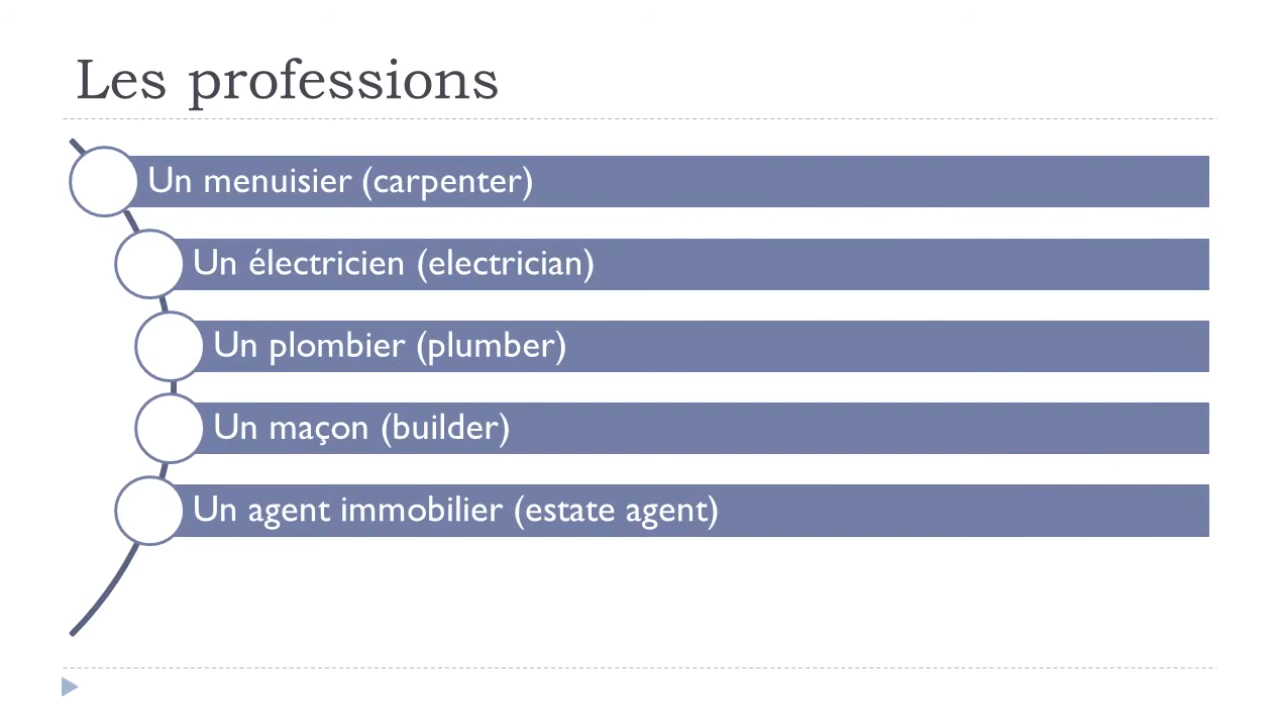 Les professions
Un menuisier (carpenter)
Un électricien (electrician)
Un plombier (plumber)
Un maçon (builder)
Un agent immobilier (estate agent)